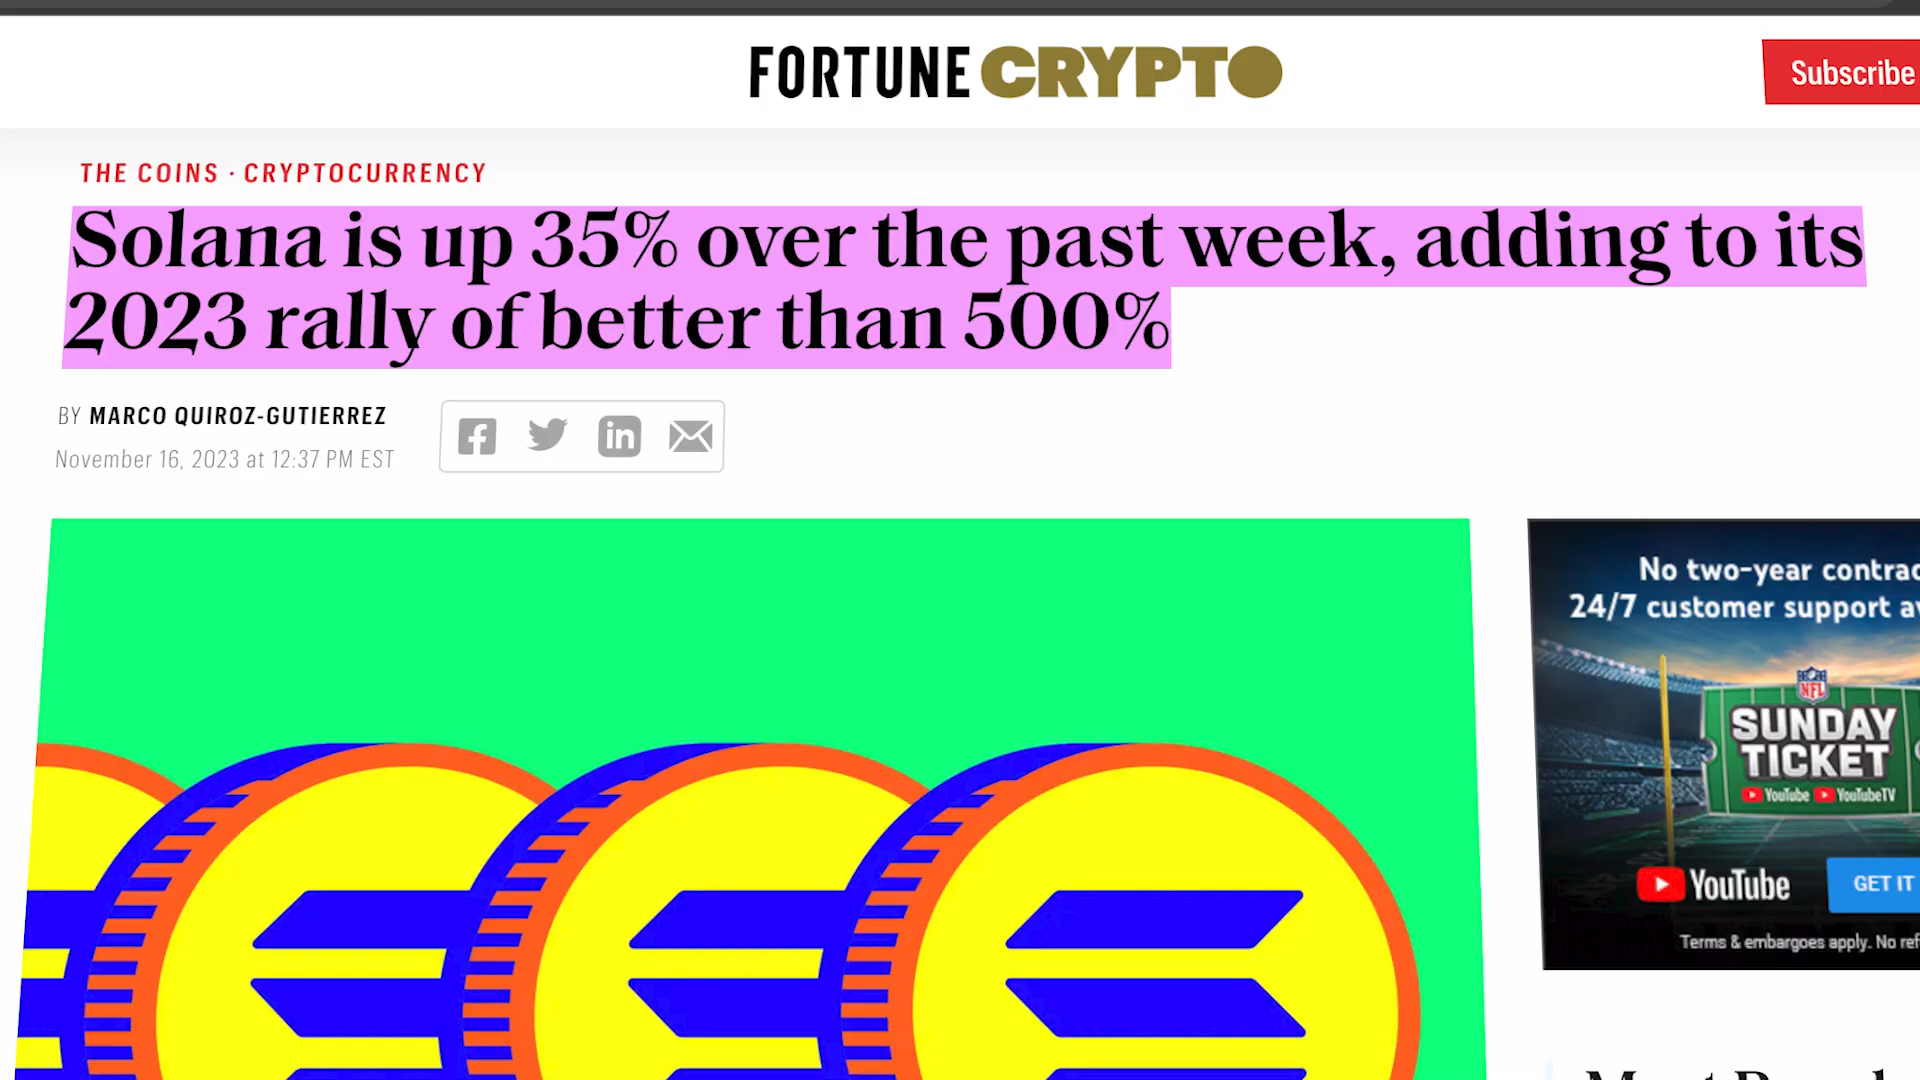 FORTUNE CRYPTO
Subscribe
THE COINS · CRYPTOCURRENCY
Solana is up 35% over the past week, adding to its
2023 rally of better than 500%
BY MARCO QUIROZ-GUTIERREZ
November 16, 2023 at 12:37 PM EST
in
No two-year contrac
24/7 customer support av
NFL
SUNDAY
TICKET
YouTube YouTubeTV
YouTube
GET IT
Terms & embargoes apply. No ref